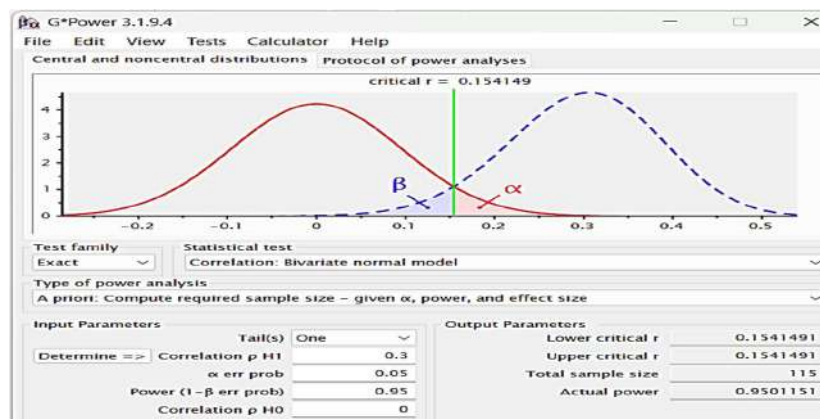 βα G*Power 3.1.9.4
File Edit View Tests Calculator Help
Central and noncentral distributions Protocol of power analyses
critical r = 0.154149
4
3
2
1
0
β α
-0.2 -0.1 0 0.1 0.2 0.3 0.4 0.5
Test family Statistical test
Exact Correlation: Bivariate normal model
Type of power analysis
A priori: Compute required sample size - given α, power, and effect size
Input Parameters Output Parameters
Tail(s) One Lower critical r 0.1541491
Determine => Correlation ρ H1 0.3 Upper critical r 0.1541491
α err prob 0.05 Total sample size 115
Power (1-β err prob) 0.95 Actual power 0.9501151
Correlation ρ H0 0